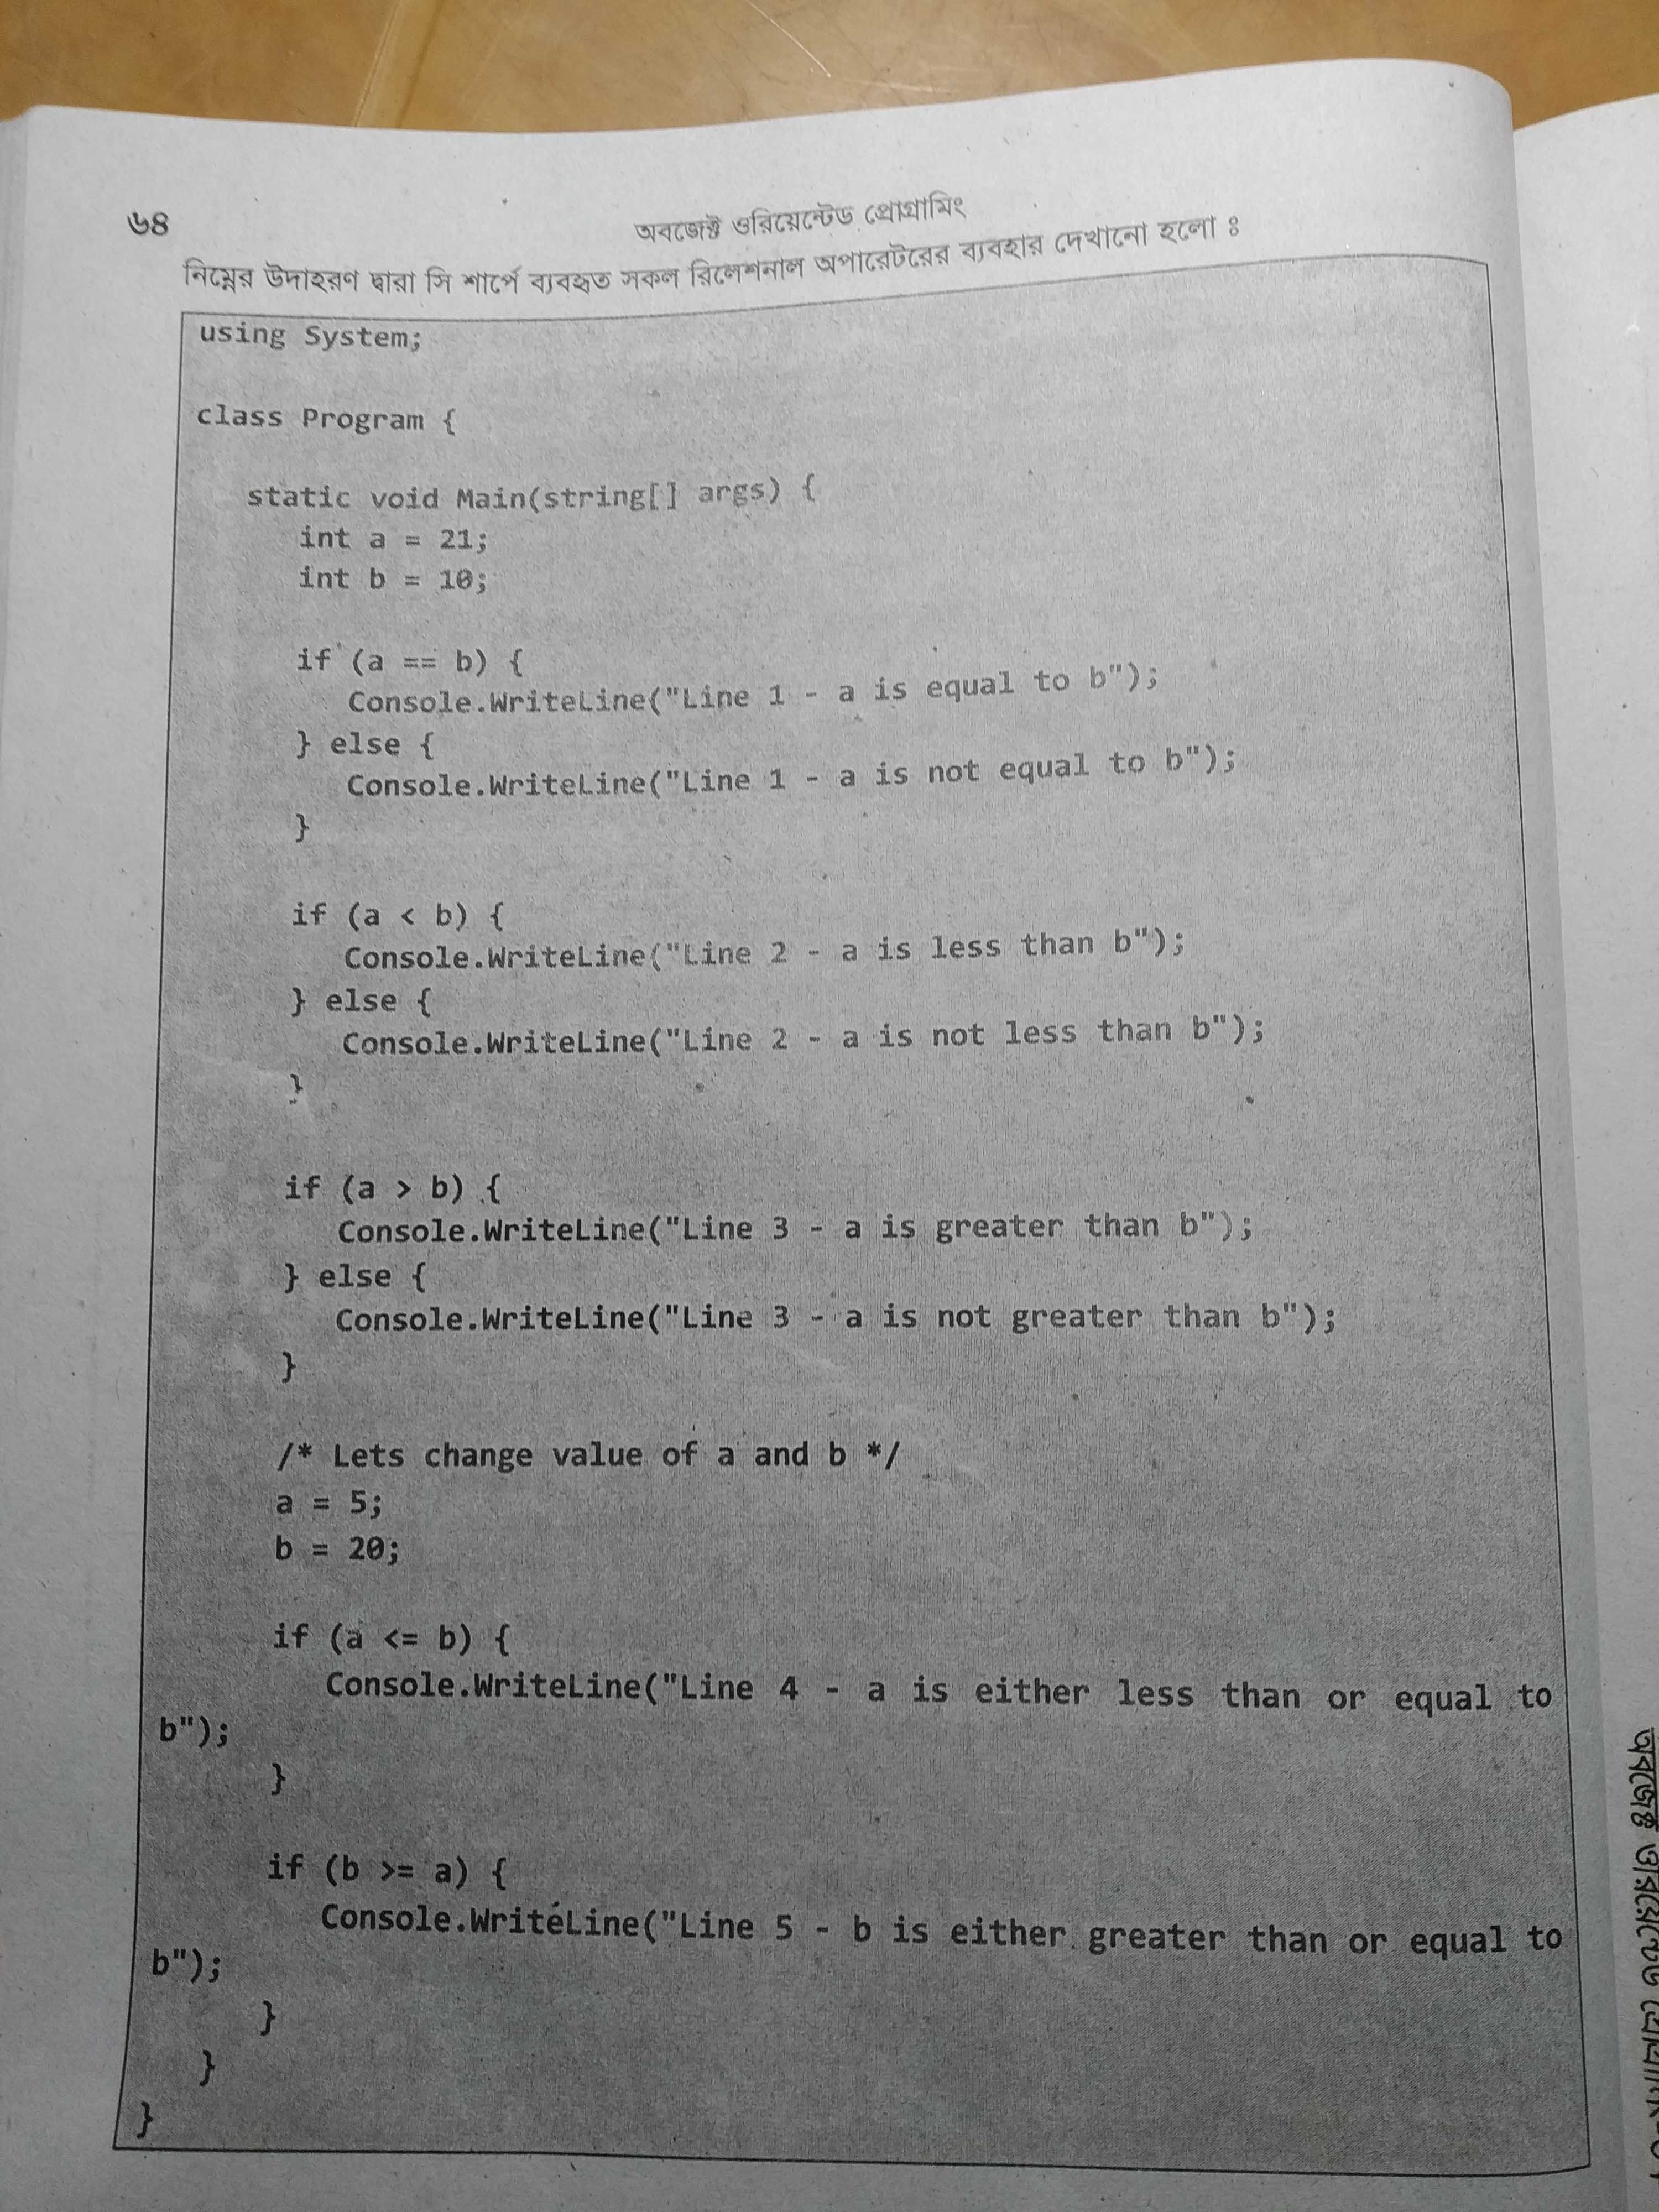 ৬৪
অবজেক্ট ওরিয়েন্টেড প্রোগ্রামিং
নিম্নের উদাহরণ দ্বারা সি শার্পে ব্যবহৃত সকল রিলেশনাল অপারেটরের ব্যবহার দেখানো হলো ঃ
using System;
class Program {
static void Main(string[] args) {
int a = 21;
int b = 10;
if (a == b) {
Console.WriteLine("Line 1 - a is equal to b");
} else {
Console.WriteLine("Line 1 - a is not equal to b");
}
if (a < b) {
Console.WriteLine("Line 2 - a is less than b");
} else {
Console.WriteLine("Line 2 - a is not less than b");
}
if (a > b) {
Console.WriteLine("Line 3 - a is greater than b");
} else {
Console.WriteLine("Line 3 - a is not greater than b");
}
/* Lets change value of a and b */
a = 5;
b = 20;
if (a <= b) {
Console.WriteLine("Line 4 - a is either less than or equal to
b");
}
if (b >= a) {
Console.WriteLine("Line 5 - b is either greater than or equal to
b");
}
}
}
অবজেক্ট